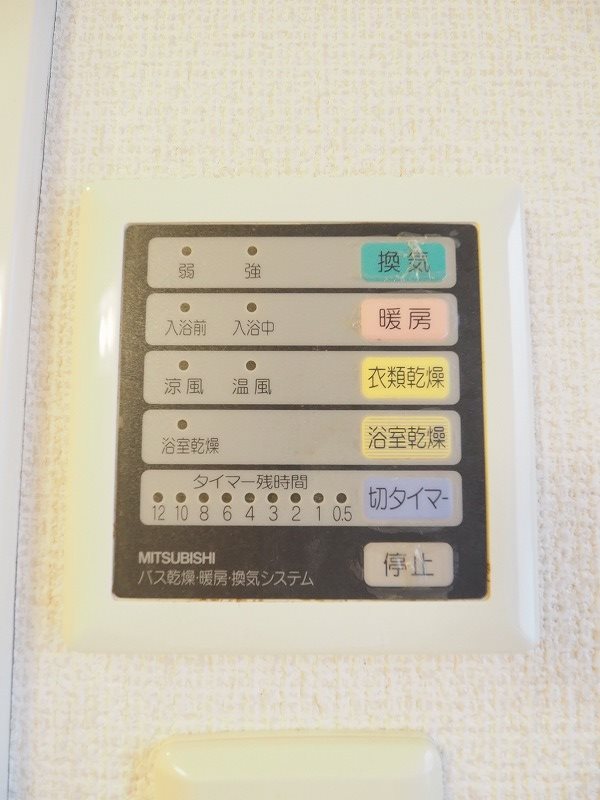 弱 強 換気
入浴前 入浴中 暖房
涼風 温風 衣類乾燥
浴室乾燥 浴室乾燥
タイマー残時間
12 10 8 6 4 3 2 1 0.5 切タイマー
MITSUBISHI
バス乾燥・暖房・換気システム
停止